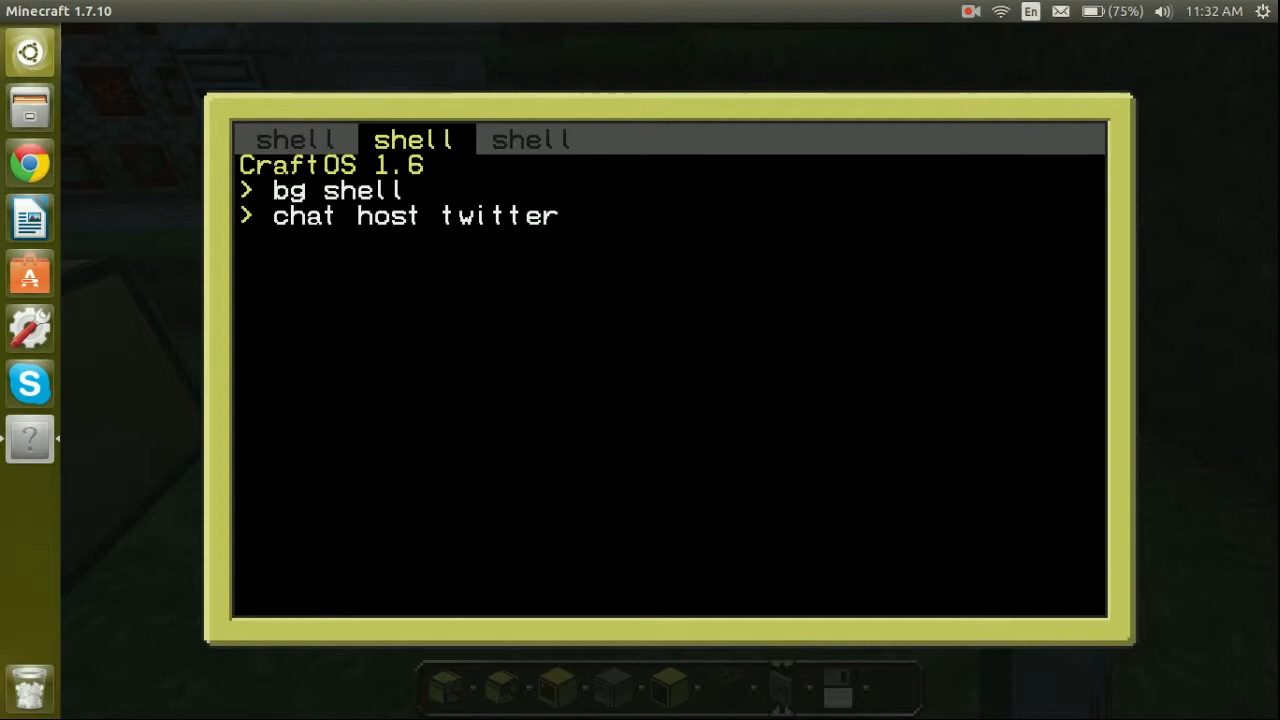 Minecraft 1.7.10
En
(75%)
11:32 AM
shell shell shell
CraftOS 1.6
> bg shell
> chat host twitter